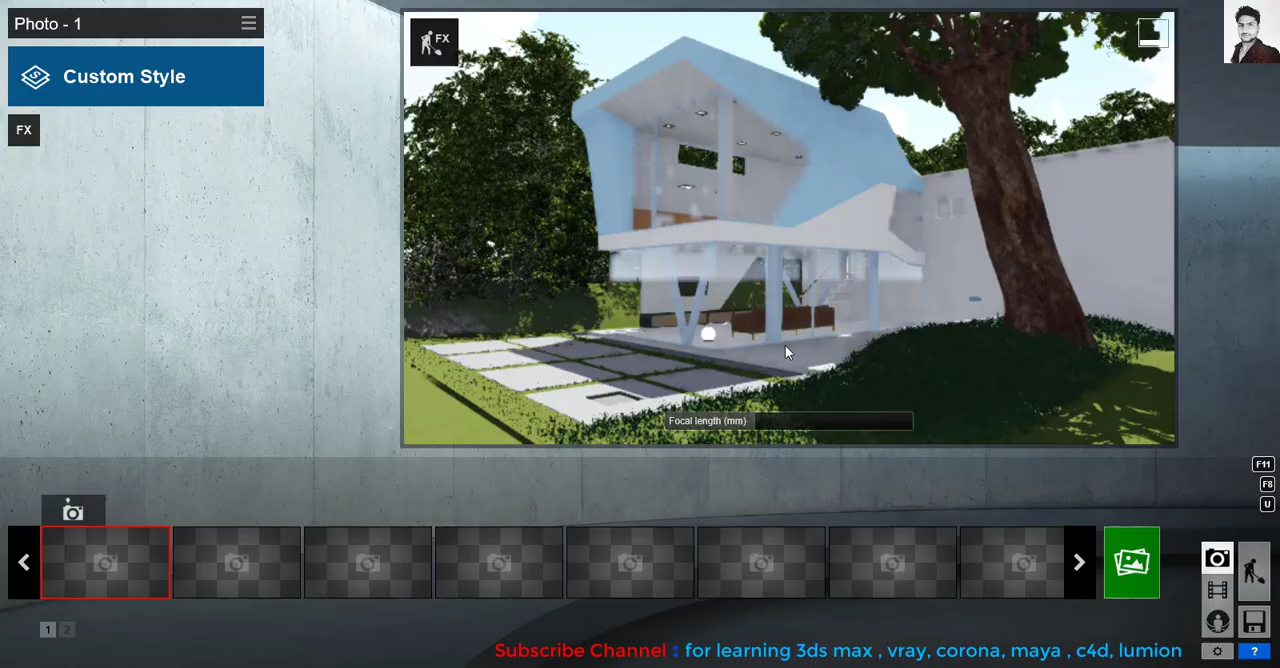 Photo - 1
Custom Style
FX
FX
Focal length (mm)
F11
F8
U
1 2
?
Subscribe Channel : for learning 3ds max , vray, corona, maya , c4d, lumion